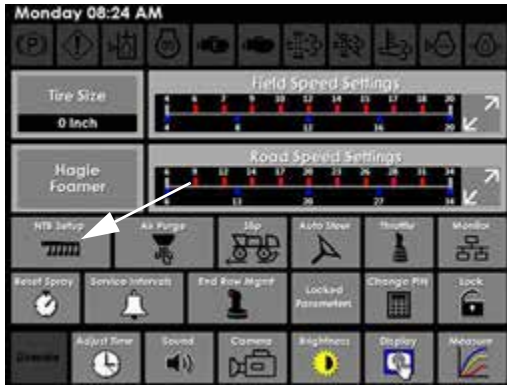 Monday 08:24 AM
Field Speed Settings
Tire Size
0 Inch
Road Speed Settings
Hagie
Foamer
NTB Setup
Air Purge
Slip
Auto Steer
Throttle
Monitor
Reset Spray
Service Intervals
End Row Mgmt
Locked
Parameters
Change PIN
Lock
Adjust Time
Sound
Camera
Brightness
Display
Measure